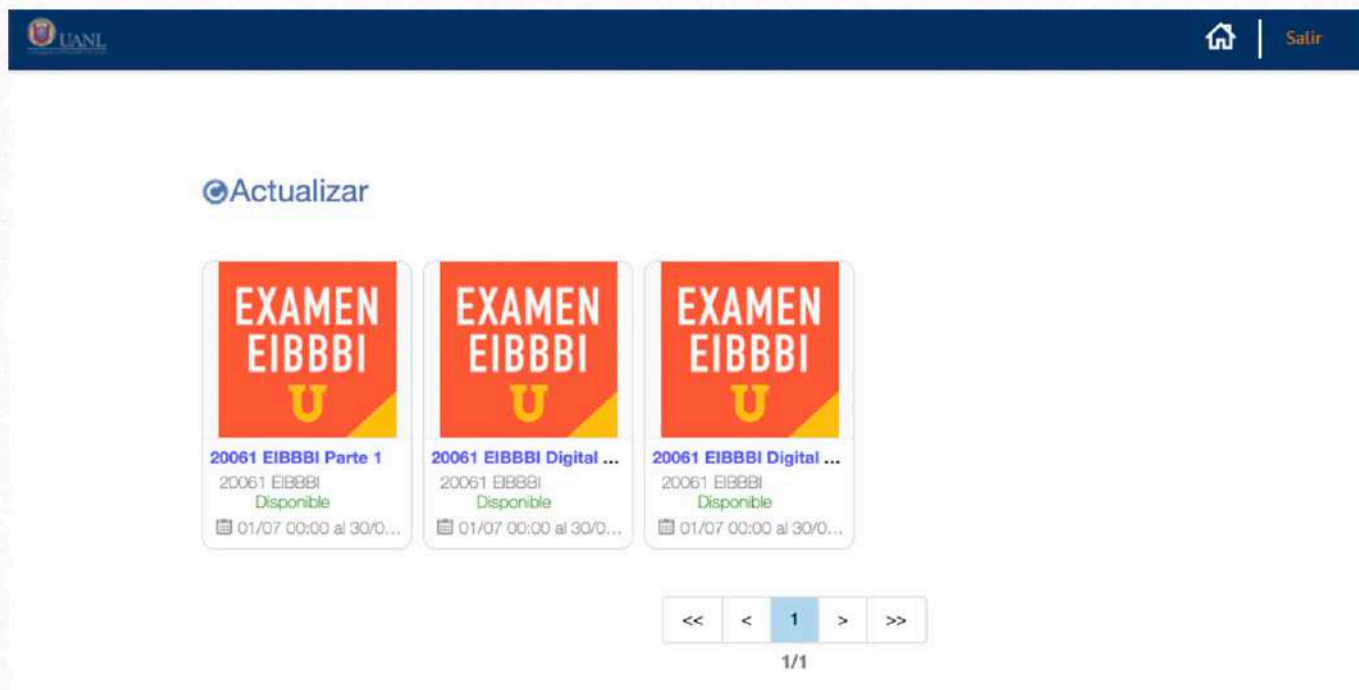 UANL
Salir
Actualizar
EXAMEN
EIBBBI
U
EXAMEN
EIBBBI
U
EXAMEN
EIBBBI
U
20061 EIBBBI Parte 1
20061 EIBBBI
Disponible
01/07 00:00 al 30/0...
20061 EIBBBI Digital ...
20061 EIBBBI
Disponible
01/07 00:00 al 30/0...
20061 EIBBBI Digital ...
20061 EIBBBI
Disponible
01/07 00:00 al 30/0...
<< < 1 > >>
1/1